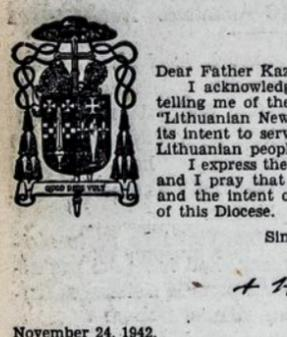 QUOD DEUS VULT
Dear Father Kaz
I acknowledg
telling me of the
"Lithuanian New
its intent to serv
Lithuanian peopl
I express the
and I pray that
and the intent o
of this Diocese.
Sin
November 24, 1942.